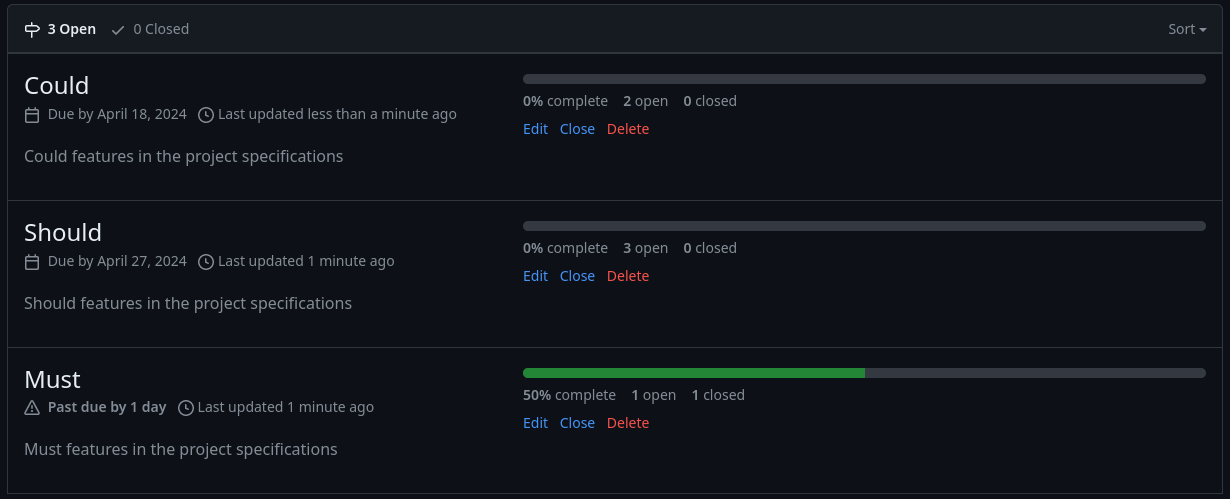 3 Open 0 Closed Sort
Could
Due by April 18, 2024 Last updated less than a minute ago
Could features in the project specifications
0% complete 2 open 0 closed
Edit Close Delete
Should
Due by April 27, 2024 Last updated 1 minute ago
Should features in the project specifications
0% complete 3 open 0 closed
Edit Close Delete
Must
Past due by 1 day Last updated 1 minute ago
Must features in the project specifications
50% complete 1 open 1 closed
Edit Close Delete